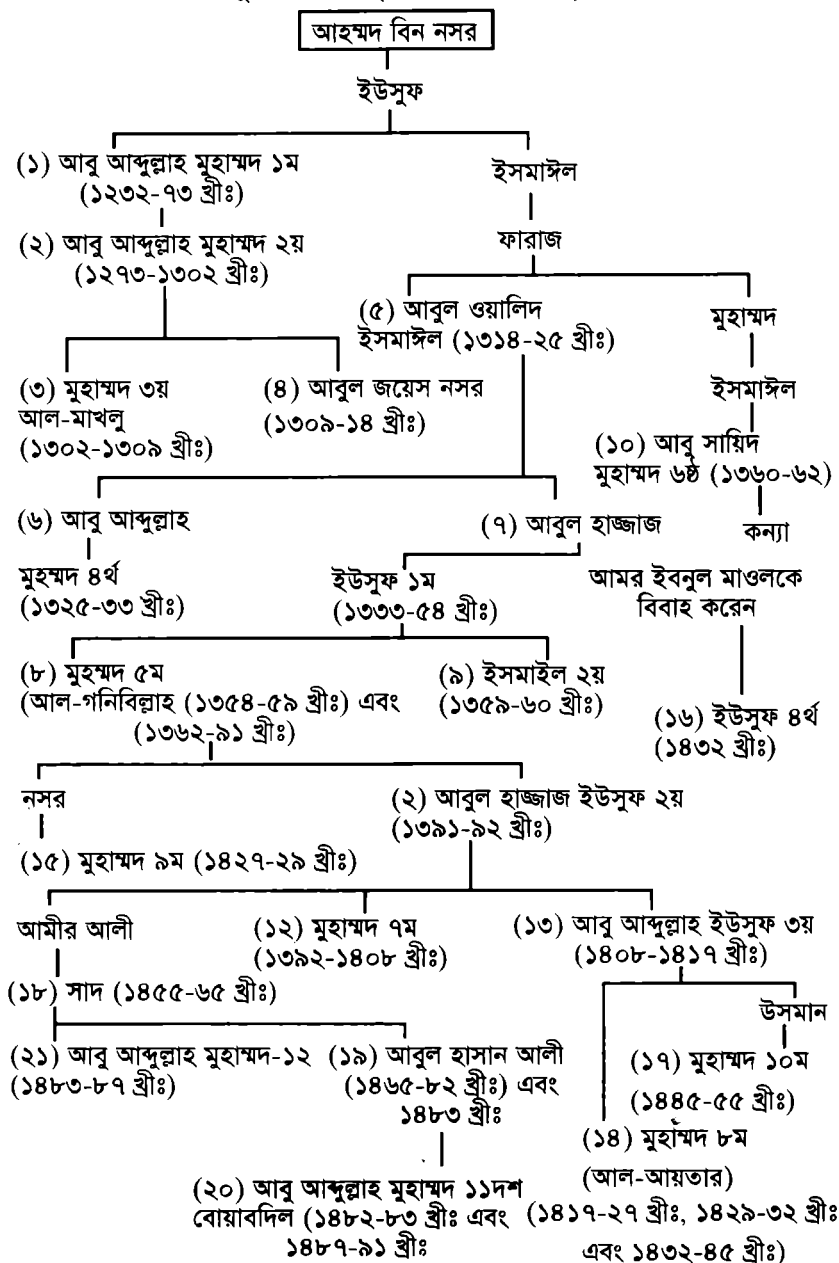 আহম্মদ বিন নসর
ইউসুফ
(১) আবু আব্দুল্লাহ মুহাম্মদ ১ম
(১২৩২-৭৩ খ্রীঃ)
ইসমাঈল
(২) আবু আব্দুল্লাহ মুহাম্মদ ২য়
(১২৭৩-১৩০২ খ্রীঃ)
ফারাজ
(৫) আবুল ওয়ালিদ
ইসমাঈল (১৩১৪-২৫ খ্রীঃ)
মুহাম্মদ
(৩) মুহাম্মদ ৩য়
আল-মাখলু
(১৩০২-১৩০৯ খ্রীঃ)
(৪) আবুল জয়েস নসর
(১৩০৯-১৪ খ্রীঃ)
ইসমাঈল
(১০) আবু সায়িদ
মুহাম্মদ ৬ষ্ঠ (১৩৬০-৬২)
(৬) আবু আব্দুল্লাহ
(৭) আবুল হাজ্জাজ
কন্যা
মুহম্মদ ৪র্থ
(১৩২৫-৩৩ খ্রীঃ)
ইউসুফ ১ম
(১৩৩৩-৫৪ খ্রীঃ)
আমর ইবনুল মাওলকে
বিবাহ করেন
(৮) মুহম্মদ ৫ম
(আল-গনিবিল্লাহ (১৩৫৪-৫৯ খ্রীঃ) এবং
(১৩৬২-৯১ খ্রীঃ)
(৯) ইসমাইল ২য়
(১৩৫৯-৬০ খ্রীঃ)
(১৬) ইউসুফ ৪র্থ
(১৪৩২ খ্রীঃ)
নসর
(২) আবুল হাজ্জাজ ইউসুফ ২য়
(১৩৯১-৯২ খ্রীঃ)
(১৫) মুহাম্মদ ৯ম (১৪২৭-২৯ খ্রীঃ)
আমীর আলী
(১২) মুহাম্মদ ৭ম
(১৩৯২-১৪০৮ খ্রীঃ)
(১৩) আবু আব্দুল্লাহ ইউসুফ ৩য়
(১৪০৮-১৪১৭ খ্রীঃ)
(১৮) সাদ (১৪৫৫-৬৫ খ্রীঃ)
উসমান
(২১) আবু আব্দুল্লাহ মুহাম্মদ-১২
(১৪৮৩-৮৭ খ্রীঃ)
(১৯) আবুল হাসান আলী
(১৪৬৫-৮২ খ্রীঃ) এবং
১৪৮৩ খ্রীঃ
(১৭) মুহাম্মদ ১০ম
(১৪৪৫-৫৫ খ্রীঃ)
(১৪) মুহাম্মদ ৮ম
(আল-আয়তার)
(১৪১৭-২৭ খ্রীঃ, ১৪২৯-৩২ খ্রীঃ
এবং ১৪৩২-৪৫ খ্রীঃ)
(২০) আবু আব্দুল্লাহ মুহাম্মদ ১১দশ
বোয়াবদিল (১৪৮২-৮৩ খ্রীঃ এবং
১৪৮৭-৯১ খ্রীঃ